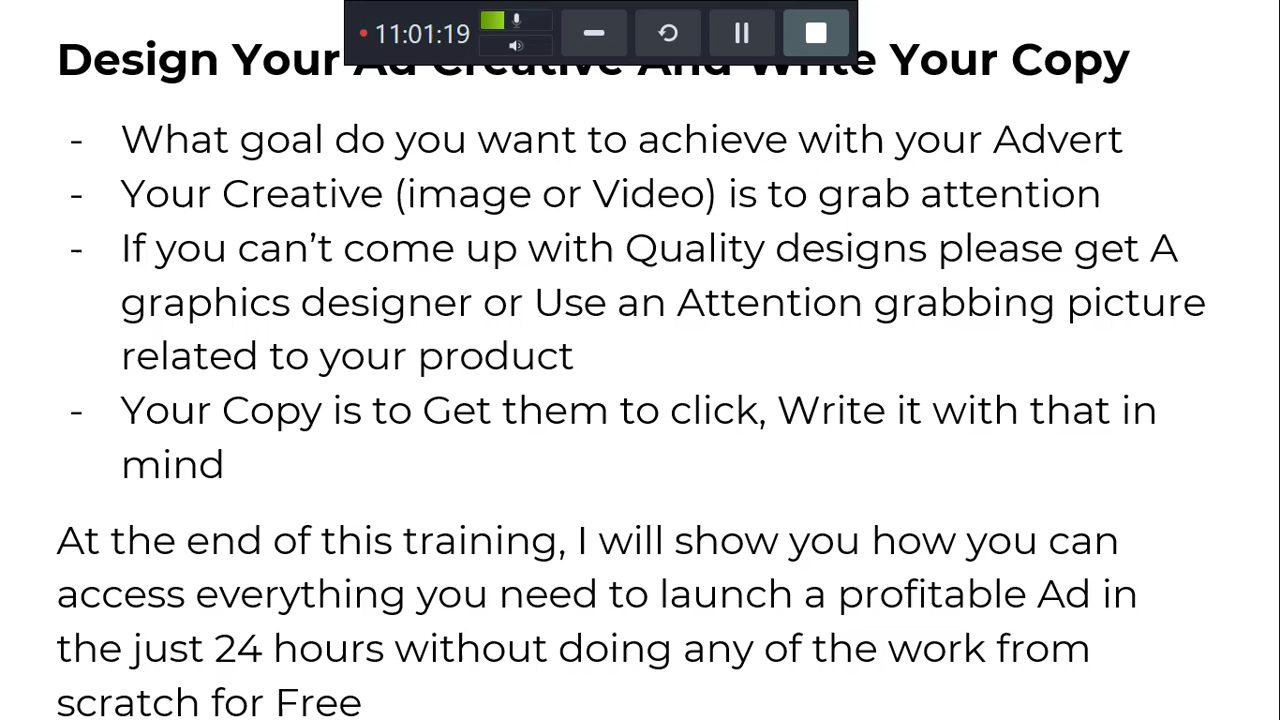 11:01:19
Design Your Ad Creative And Write Your Copy
- What goal do you want to achieve with your Advert
- Your Creative (image or Video) is to grab attention
- If you can’t come up with Quality designs please get A
graphics designer or Use an Attention grabbing picture
related to your product
- Your Copy is to Get them to click, Write it with that in
mind
At the end of this training, I will show you how you can
access everything you need to launch a profitable Ad in
the just 24 hours without doing any of the work from
scratch for Free